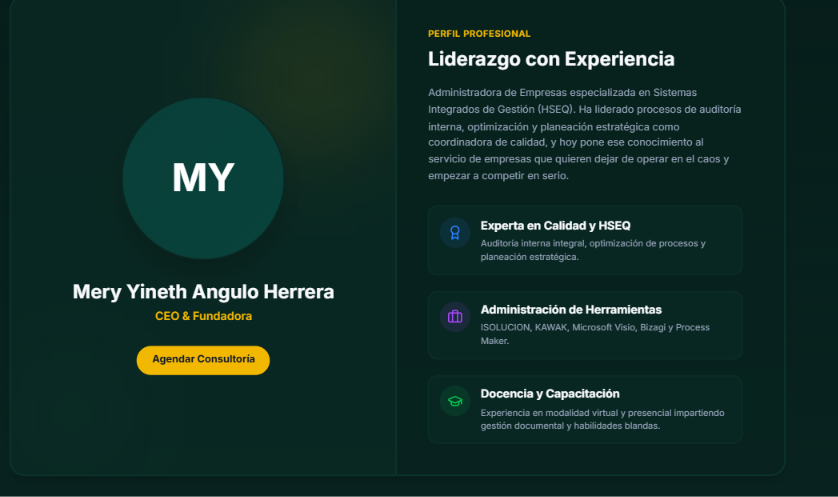 MY
Mery Yineth Angulo Herrera
CEO & Fundadora
Agendar Consultoría
PERFIL PROFESIONAL
Liderazgo con Experiencia
Administradora de Empresas especializada en Sistemas
Integrados de Gestión (HSEQ). Ha liderado procesos de auditoría
interna, optimización y planeación estratégica como
coordinadora de calidad, y hoy pone ese conocimiento al
servicio de empresas que quieren dejar de operar en el caos y
empezar a competir en serio.
Experta en Calidad y HSEQ
Auditoría interna integral, optimización de procesos y
planeación estratégica.
Administración de Herramientas
ISOLUCION, KAWAK, Microsoft Visio, Bizagi y Process
Maker.
Docencia y Capacitación
Experiencia en modalidad virtual y presencial impartiendo
gestión documental y habilidades blandas.